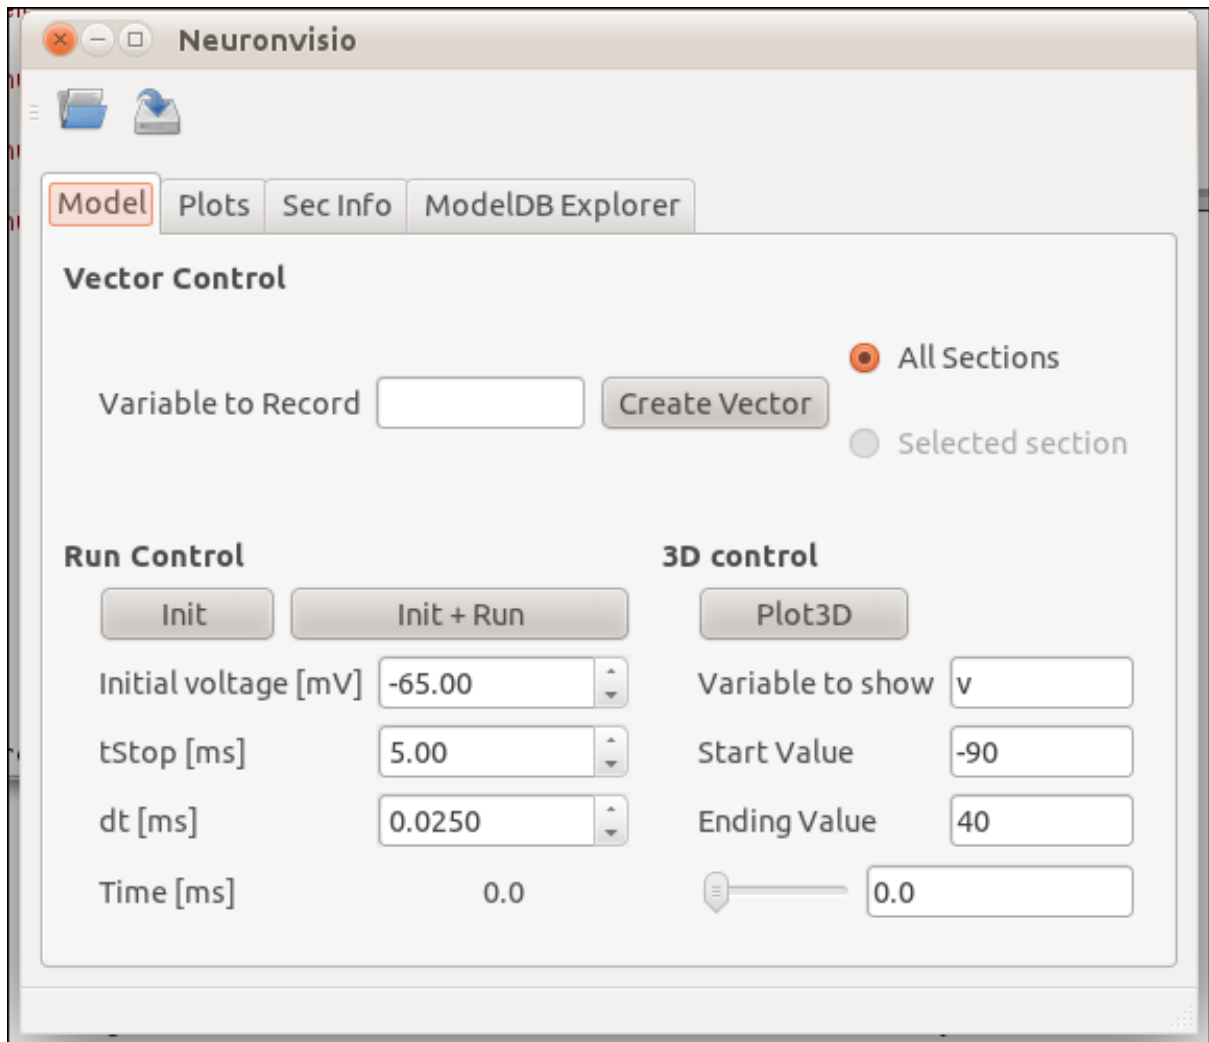 Neuronvisio
Model Plots Sec Info ModelDB Explorer
Vector Control
All Sections
Variable to Record Create Vector
Selected section
Run Control 3D control
Init Init + Run Plot3D
Initial voltage [mV] -65.00 Variable to show v
tStop [ms] 5.00 Start Value -90
dt [ms] 0.0250 Ending Value 40
Time [ms] 0.0 0.0